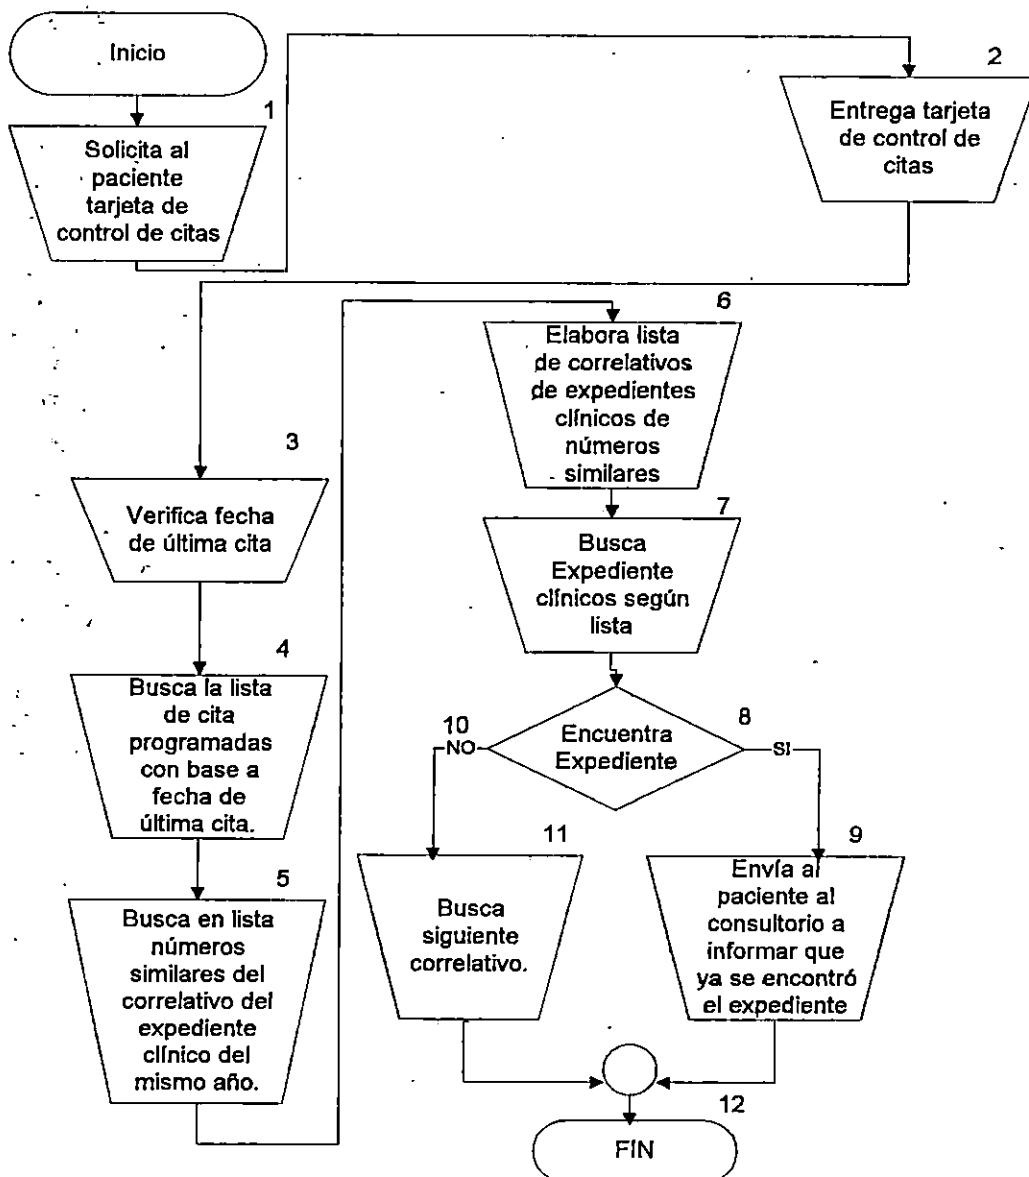 Inicio
1
Solicita al
paciente
tarjeta de
control de citas
2
Entrega tarjeta
de control de
citas
3
Verifica fecha
de última cita
4
Busca la lista
de cita
programadas
con base a
fecha de
última cita.
5
Busca en lista
números
similares del
correlativo del
expediente
clínico del
mismo año.
6
Elabora lista
de correlativos
de expedientes
clínicos de
números
similares
7
Busca
Expediente
clínicos según
lista
8
Encuentra
Expediente
SI
9
Envía al
paciente al
consultorio a
informar que
ya se encontró
el expediente
10
NO
11
Busca
siguiente
correlativo.
12
FIN